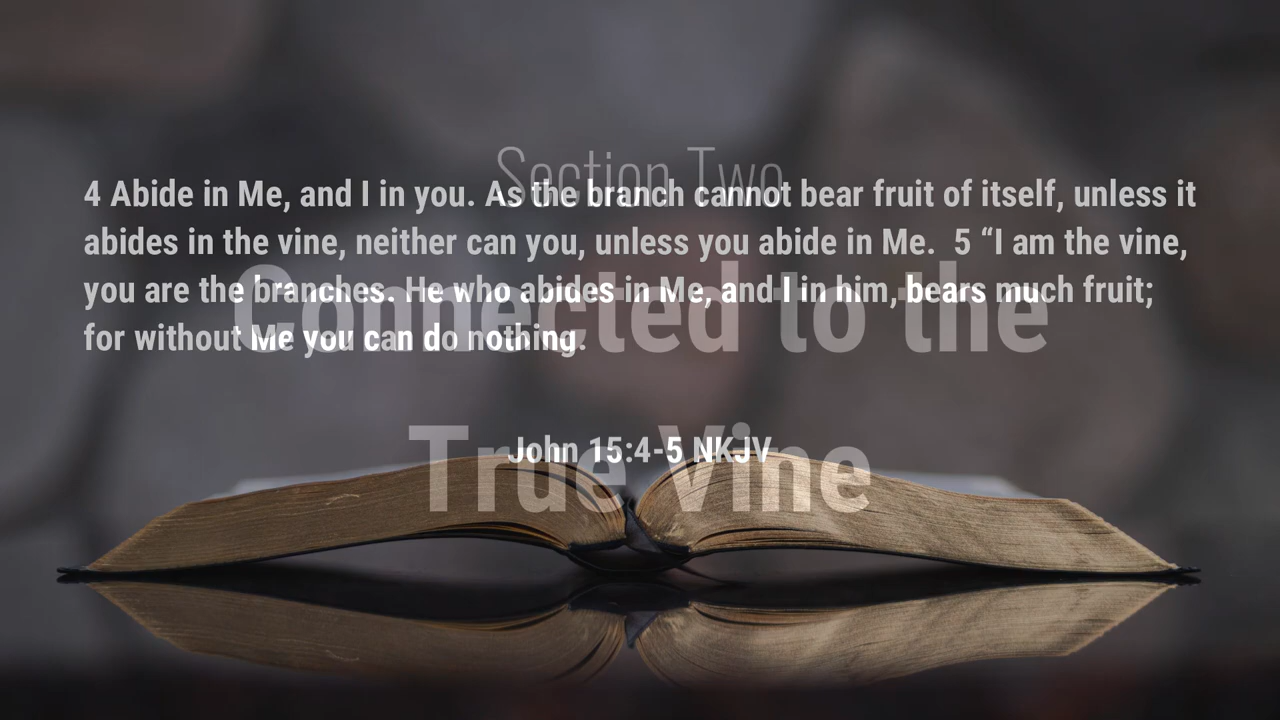 Section Two
4 Abide in Me, and I in you. As the branch cannot bear fruit of itself, unless it
abides in the vine, neither can you, unless you abide in Me.  5 “I am the vine,
you are the branches. He who abides in Me, and I in him, bears much fruit;
for without Me you can do nothing.
Connected to the
True Vine
John 15:4-5 NKJV